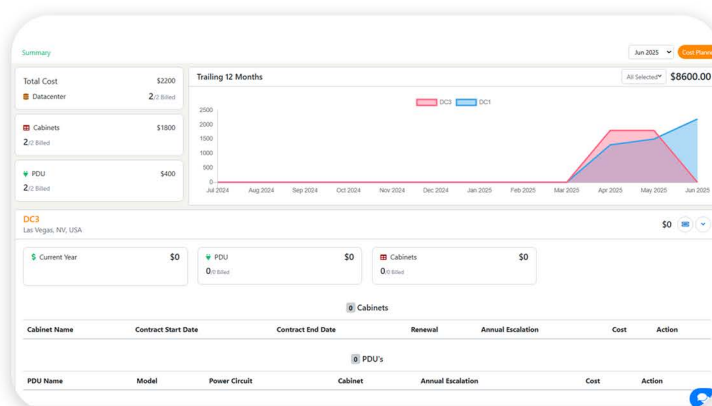 Summary
Jun 2025
Cost Planne
Total Cost $2200
Datacenter 2/2 Billed
Cabinets $1800
2/2 Billed
PDU $400
2/2 Billed
Trailing 12 Months
All Selected $8600.00
DC3 DC1
2500
2000
1500
1000
500
0
Jul 2024 Aug 2024 Sep 2024 Oct 2024 Nov 2024 Dec 2024 Jan 2025 Feb 2025 Mar 2025 Apr 2025 May 2025 Jun 2025
DC3
Las Vegas, NV, USA
$0
Current Year $0
PDU $0
0/0 Billed
Cabinets $0
0/0 Billed
0 Cabinets
Cabinet Name Contract Start Date Contract End Date Renewal Annual Escalation Cost Action
0 PDU's
PDU Name Model Power Circuit Cabinet Annual Escalation Cost Action